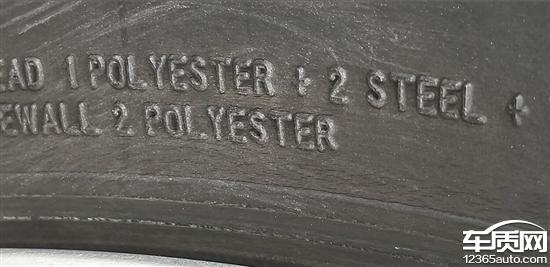 EAD 1 POLYESTER + 2 STEEL +
EWALL 2 POLYESTER
车质网
12365auto.com